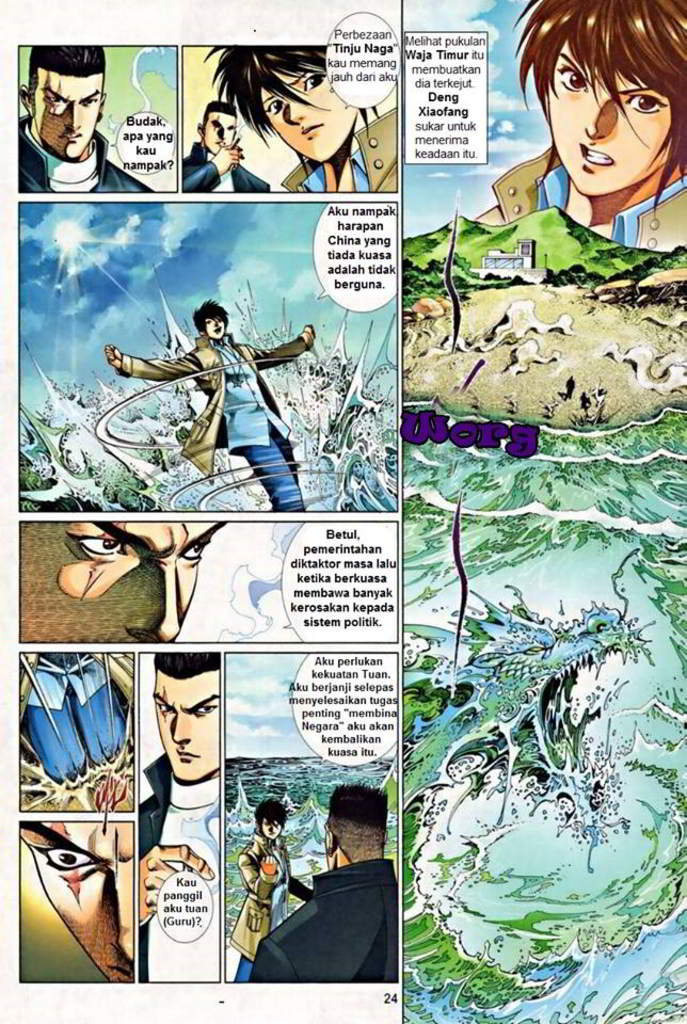 Budak,
apa yang
kau
nampak?
Perbezaan
"Tinju Naga"
kau memang
jauh dari aku
Aku nampak
harapan
China yang
tiada kuasa
adalah tidak
berguna.
Betul,
pemerintahan
diktaktor masa lalu
ketika berkuasa
membawa banyak
kerosakan kepada
sistem politik.
Aku perlukan
kekuatan Tuan.
Aku berjanji selepas
menyelesaikan tugas
penting "membina
Negara" aku akan
kembalikan
kuasa itu.
Kau
panggil
aku tuan
(Guru)?
24
Melihat pukulan
Waja Timur itu
membuatkan
dia terkejut.
Deng
Xiaofang
sukar untuk
menerima
keadaan itu.
Worg